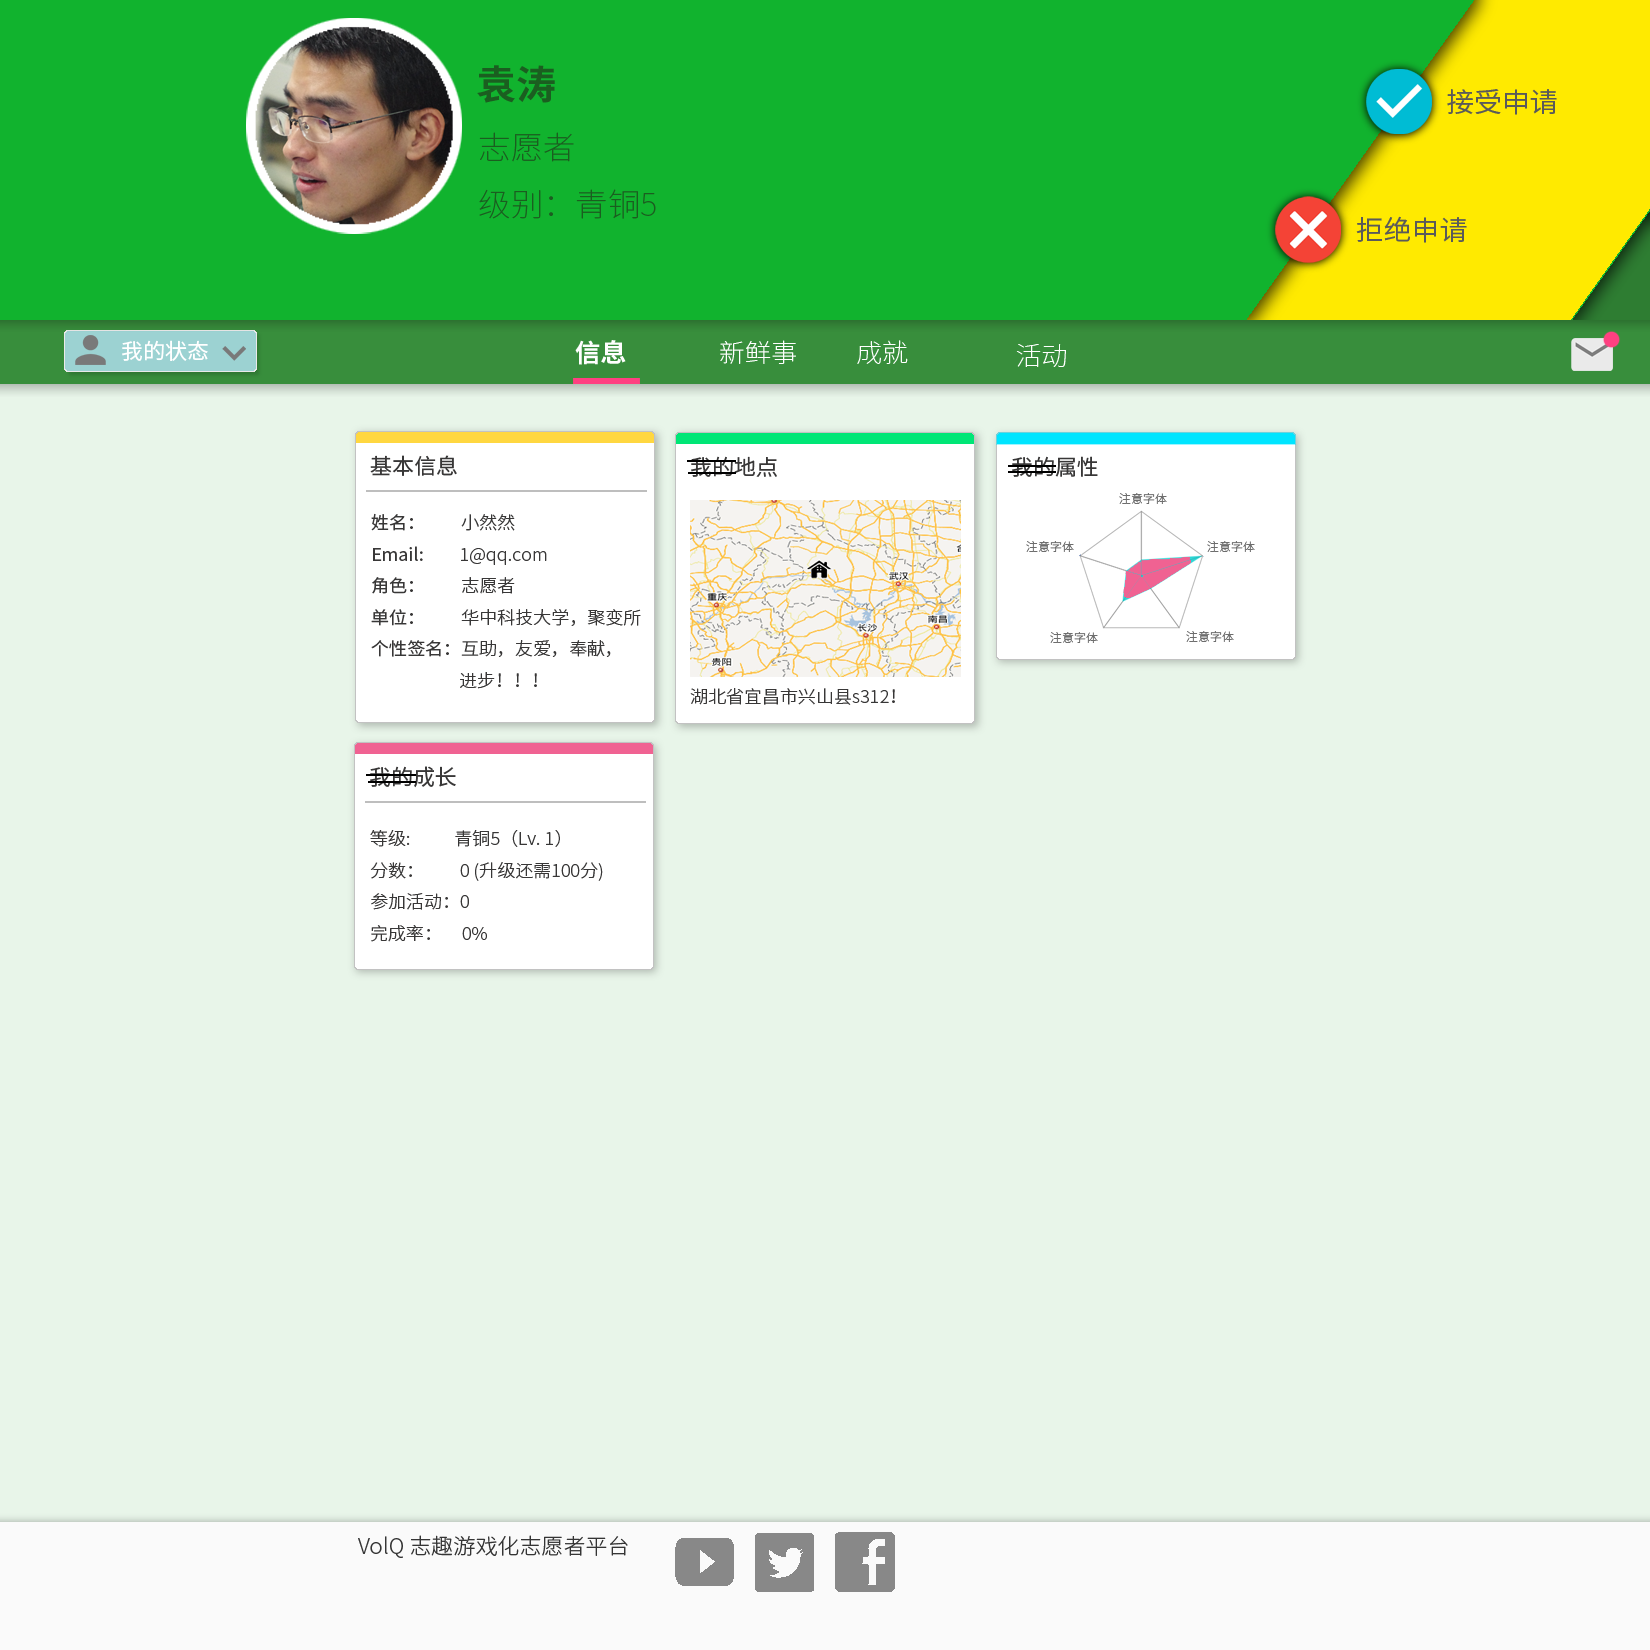 袁涛
志愿者
级别：青铜5
接受申请
拒绝申请
我的状态
信息
新鲜事
成就
活动
基本信息
姓名： 小然然
Email: 1@qq.com
角色： 志愿者
单位： 华中科技大学，聚变所
个性签名：互助，友爱，奉献，
进步！！！
我的地点
武汉
重庆
长沙
南昌
贵阳
湖北省宜昌市兴山县s312！
我的属性
注意字体
注意字体
注意字体
注意字体
注意字体
我的成长
等级: 青铜5（Lv. 1）
分数： 0 (升级还需100分)
参加活动：0
完成率： 0%
VolQ 志趣游戏化志愿者平台